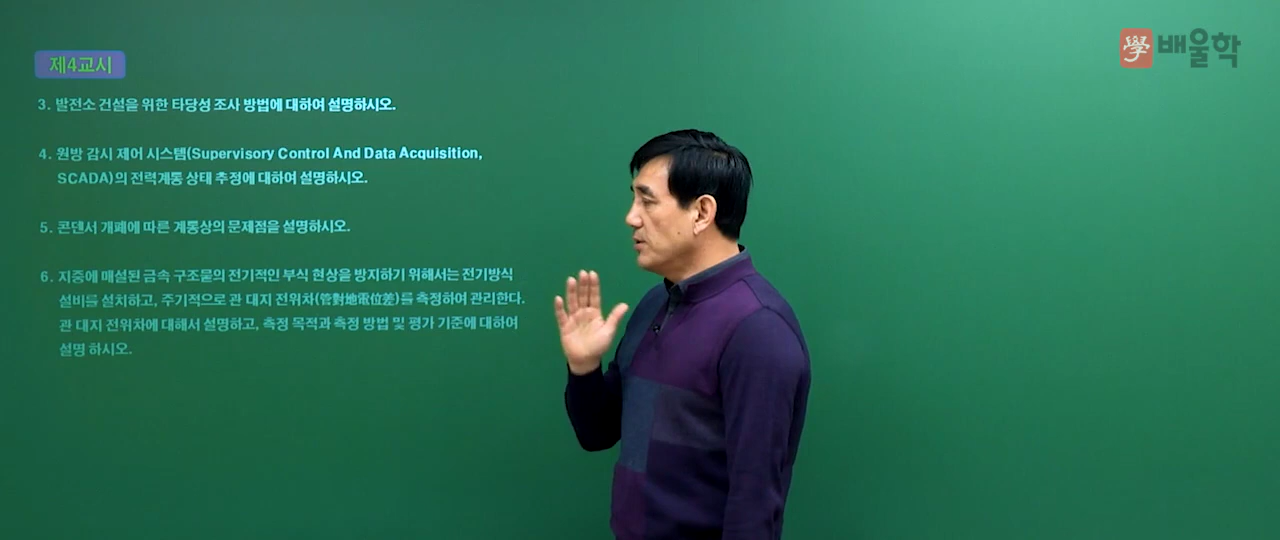 學 배울학
제4교시
3. 발전소 건설을 위한 타당성 조사 방법에 대하여 설명하시오.
4. 원방 감시 제어 시스템(Supervisory Control And Data Acquisition,
SCADA)의 전력계통 상태 추정에 대하여 설명하시오.
5. 콘덴서 개폐에 따른 계통상의 문제점을 설명하시오.
6. 지중에 매설된 금속 구조물의 전기적인 부식 현상을 방지하기 위해서는 전기방식
설비를 설치하고, 주기적으로 관 대지 전위차(管對地電位差)를 측정하여 관리한다.
관 대지 전위차에 대해서 설명하고, 측정 목적과 측정 방법 및 평가 기준에 대하여
설명 하시오.